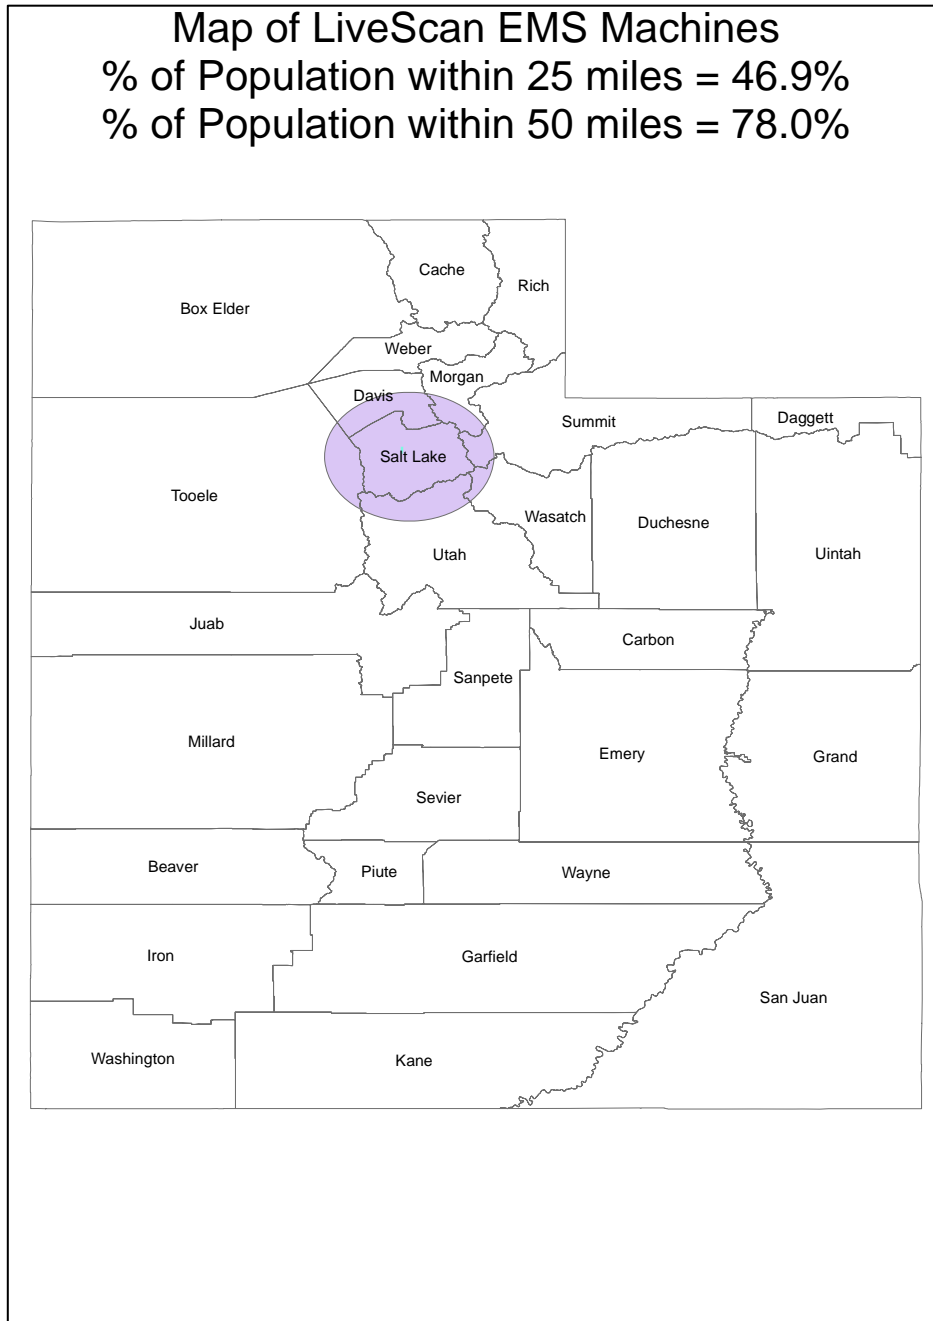 Map of LiveScan EMS Machines
% of Population within 25 miles = 46.9%
% of Population within 50 miles = 78.0%
Cache
Rich
Box Elder
Weber
Morgan
Davis
Summit
Daggett
Salt Lake
Tooele
Wasatch
Duchesne
Utah
Uintah
Juab
Carbon
Sanpete
Millard
Emery
Grand
Sevier
Beaver
Piute
Wayne
Iron
Garfield
San Juan
Washington
Kane